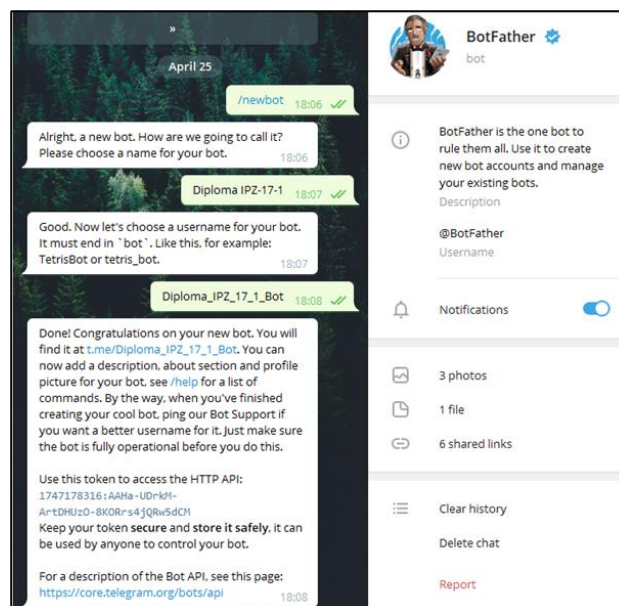 »
April 25
/newbot 18:06
Alright, a new bot. How are we going to call it?
Please choose a name for your bot.
18:06
Diploma IPZ-17-1 18:07
Good. Now let's choose a username for your bot.
It must end in `bot`. Like this, for example:
TetrisBot or tetris_bot.
18:07
Diploma_IPZ_17_1_Bot 18:08
Done! Congratulations on your new bot. You will
find it at t.me/Diploma_IPZ_17_1_Bot. You can
now add a description, about section and profile
picture for your bot, see /help for a list of
commands. By the way, when you've finished
creating your cool bot, ping our Bot Support if
you want a better username for it. Just make sure
the bot is fully operational before you do this.
Use this token to access the HTTP API:
1747178316:AAHa-UDrkM-
ArtDHUzO-8KORrs4jQRw5dCM
Keep your token secure and store it safely, it can
be used by anyone to control your bot.
For a description of the Bot API, see this page:
https://core.telegram.org/bots/api
18:08
BotFather
bot
BotFather is the one bot to
rule them all. Use it to create
new bot accounts and manage
your existing bots.
Description
@BotFather
Username
Notifications
3 photos
1 file
6 shared links
Clear history
Delete chat
Report